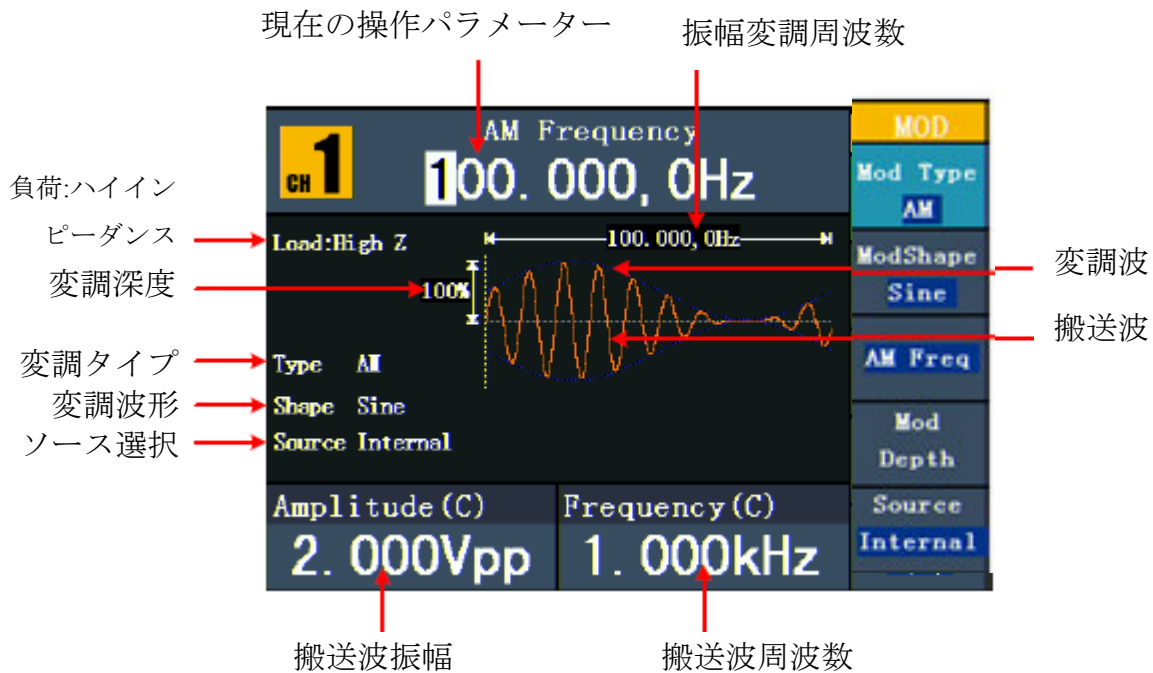 現在の操作パラメーター
振幅変調周波数
CH 1
AM Frequency
100.000,0Hz
MOD
Mod Type
AM
負荷:ハイイン
ピーダンス
Load:High Z
100.000,0Hz
ModShape
Sine
変調波
変調深度
100%
搬送波
AM Freq
変調タイプ
Type AM
変調波形
Shape Sine
Mod
Depth
ソース選択
Source Internal
Source
Internal
Amplitude(C)
2.000Vpp
Frequency(C)
1.000kHz
搬送波振幅
搬送波周波数